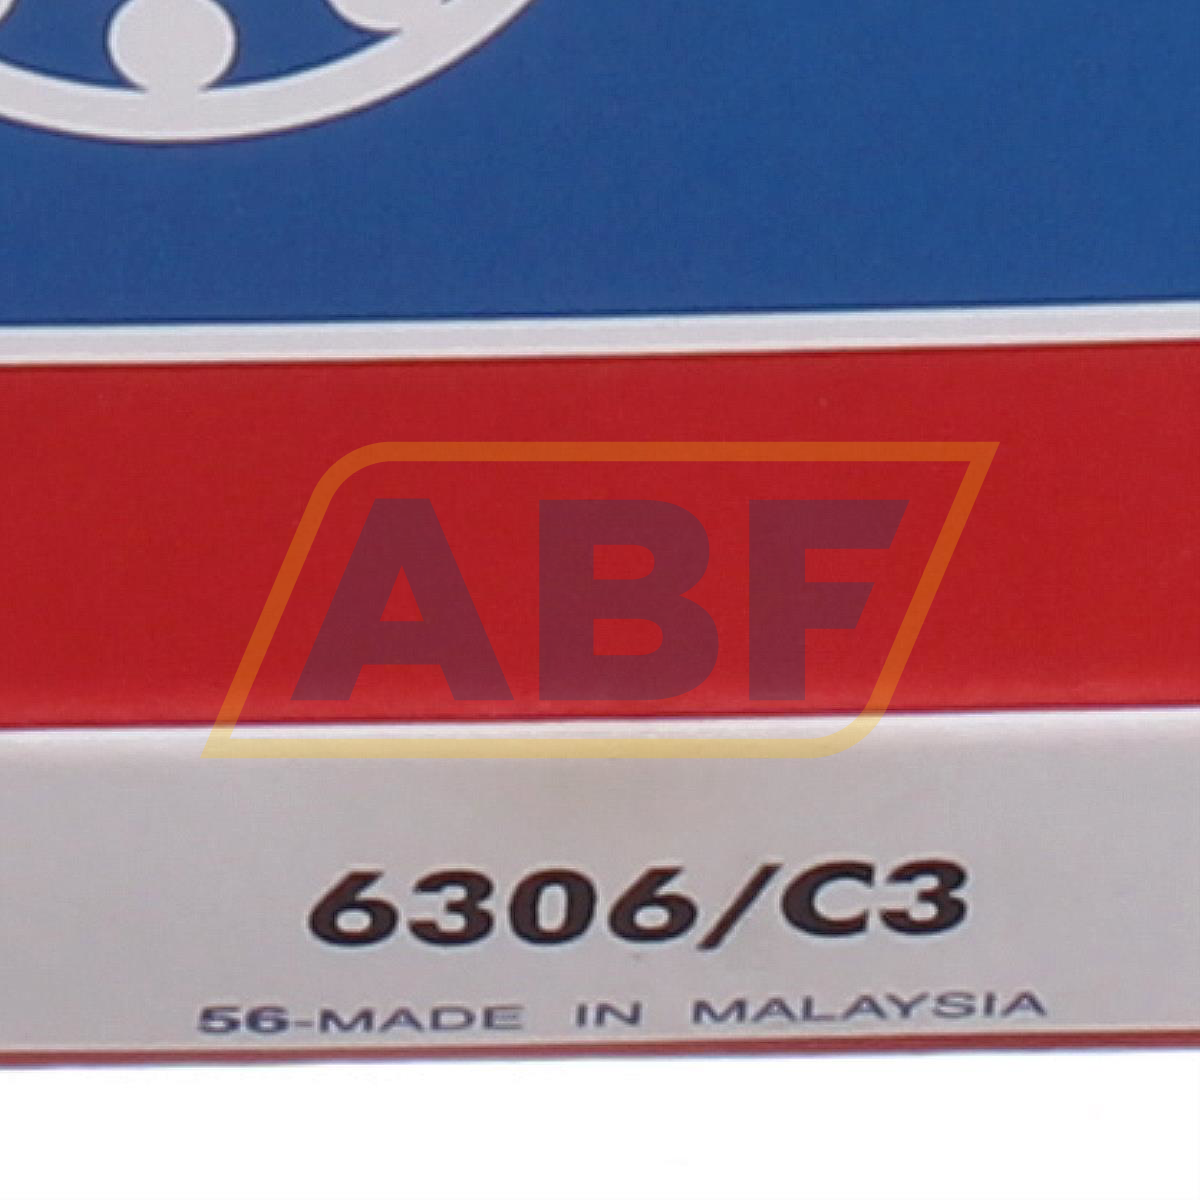 ABF
6306/C3
56-MADE IN MALAYSIA